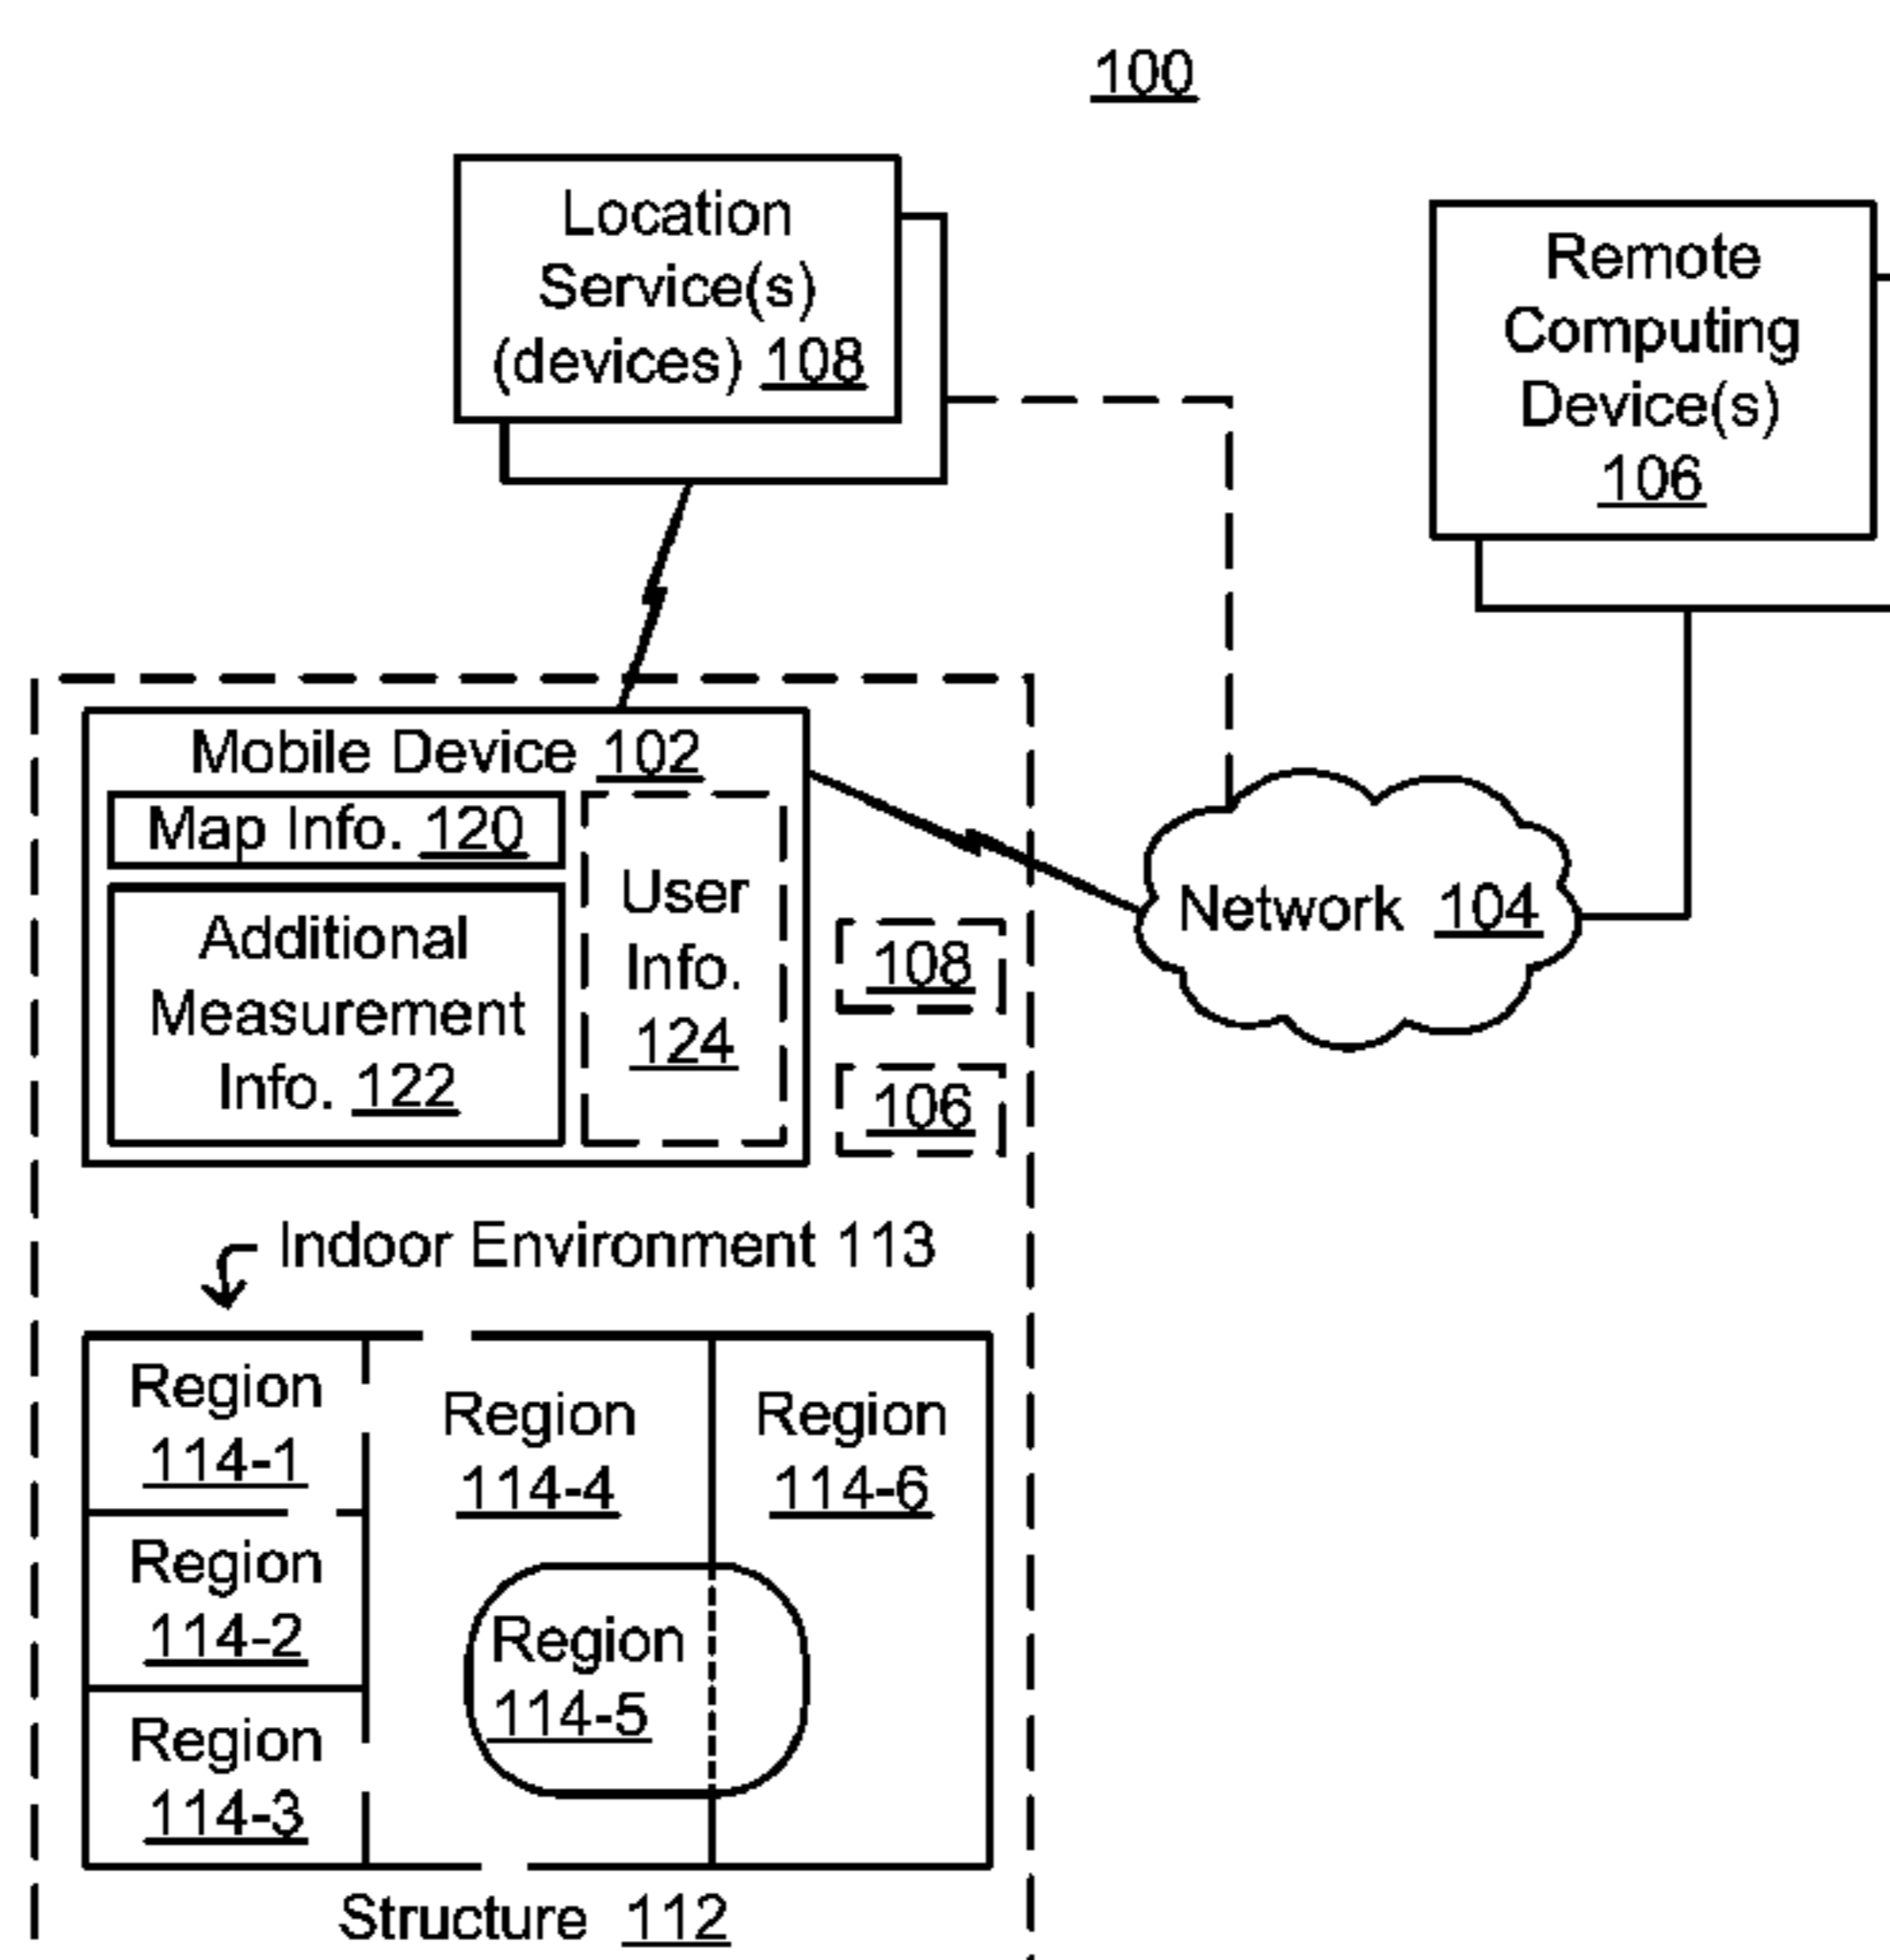 100
Location
Service(s)
(devices) 108
Remote
Computing
Device(s)
106
Mobile Device 102
Map Info. 120
Additional
Measurement
Info. 122
User
Info.
124
108
106
Network 104
Indoor Environment 113
Region
114-1
Region
114-2
Region
114-3
Region
114-4
Region
114-5
Region
114-6
Structure 112